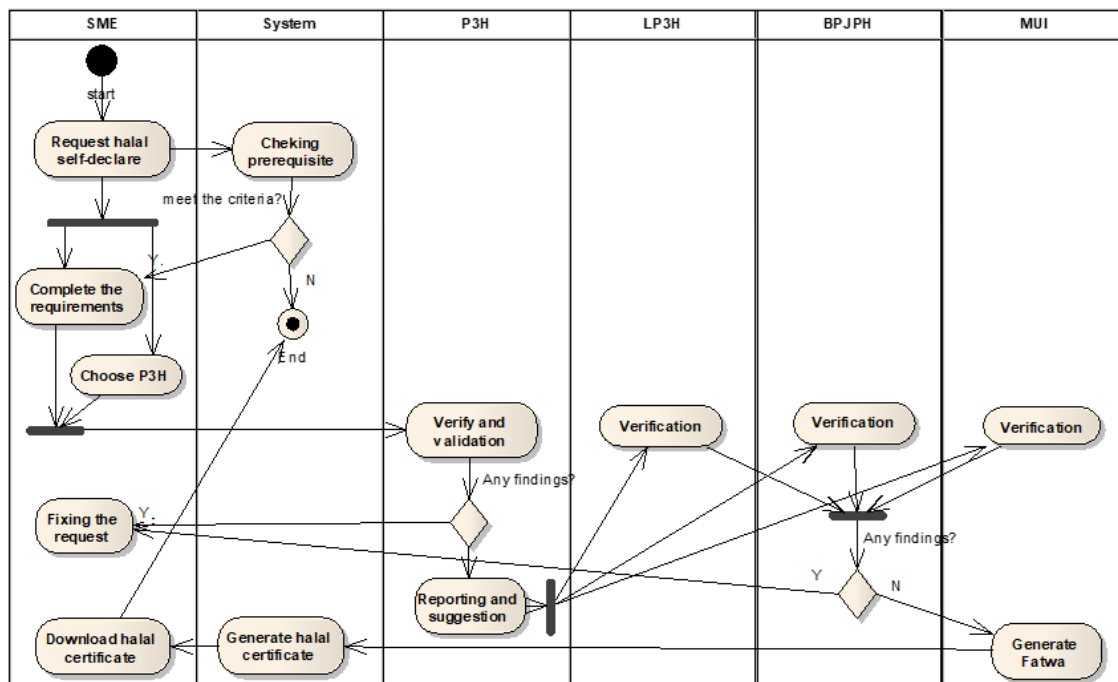 SME
System
P3H
LP3H
BPJPH
MUI
start
Request halal
self-declare
Cheking
prerequisite
meet the criteria?
Y.
N
Complete the
requirements
End
Choose P3H
Verify and
validation
Verification
Verification
Verification
Any findings?
Y.
Fixing the
request
Any findings?
Y
N
Reporting and
suggestion
Download halal
certificate
Generate halal
certificate
Generate
Fatwa